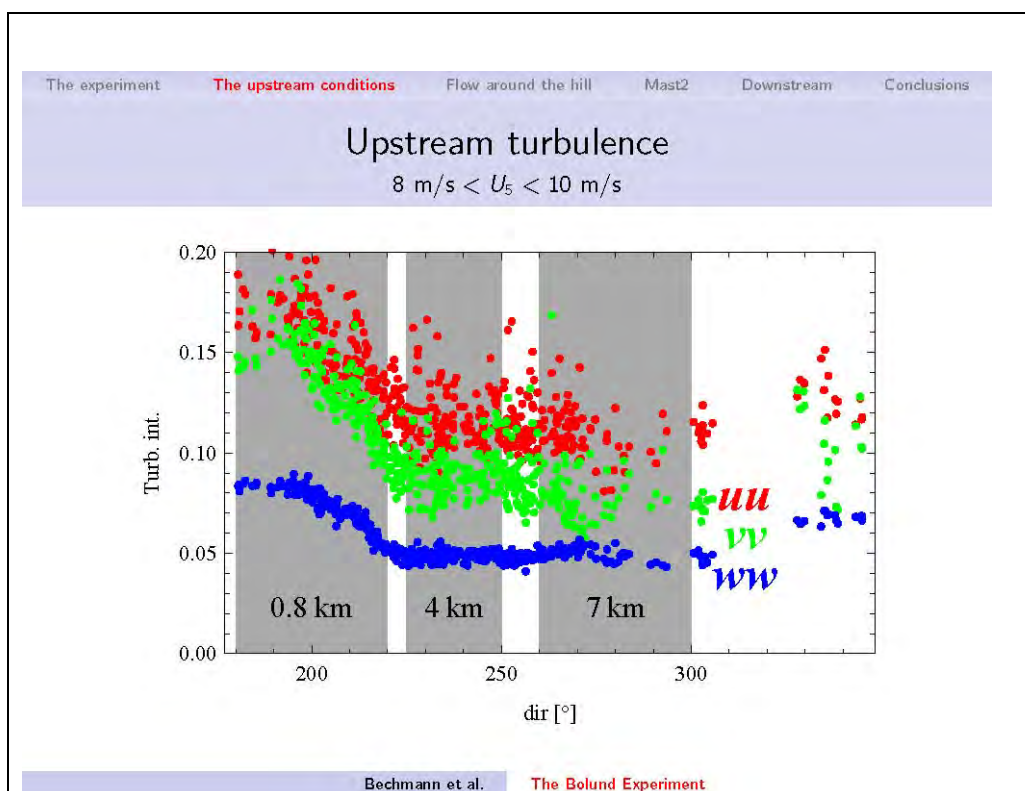 The experiment The upstream conditions Flow around the hill Mast2 Downstream Conclusions
Upstream turbulence
8 m/s < U₅ < 10 m/s
0.20
0.15
0.10
0.05
0.00
Turb. int.
uu
vv
ww
0.8 km 4 km 7 km
200 250 300
dir [°]
Bechmann et al. The Bolund Experiment